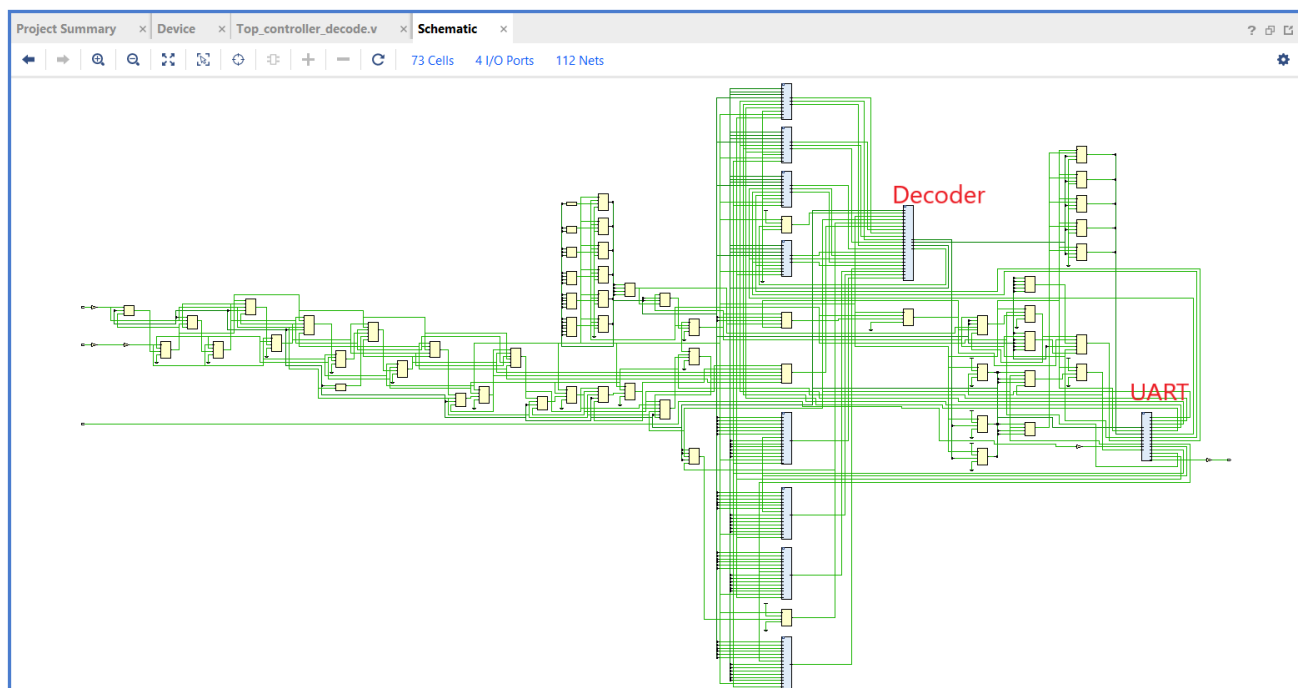 Project Summary × Device × Top_controller_decode.v × Schematic × ?
73 Cells 4 I/O Ports 112 Nets
Decoder
UART